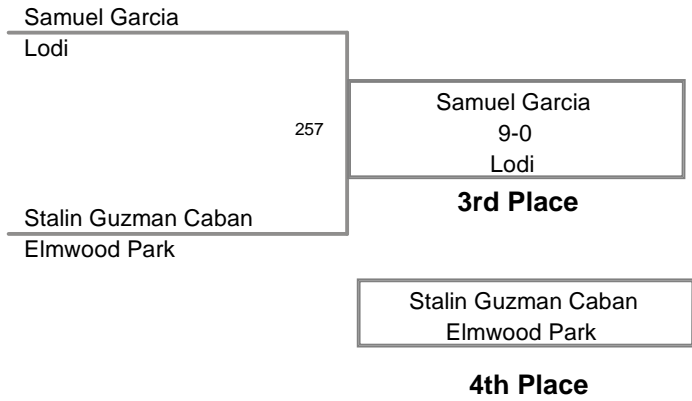 Samuel Garcia
Lodi
257
Samuel Garcia
9-0
Lodi
3rd Place
Stalin Guzman Caban
Elmwood Park
Stalin Guzman Caban
Elmwood Park
4th Place